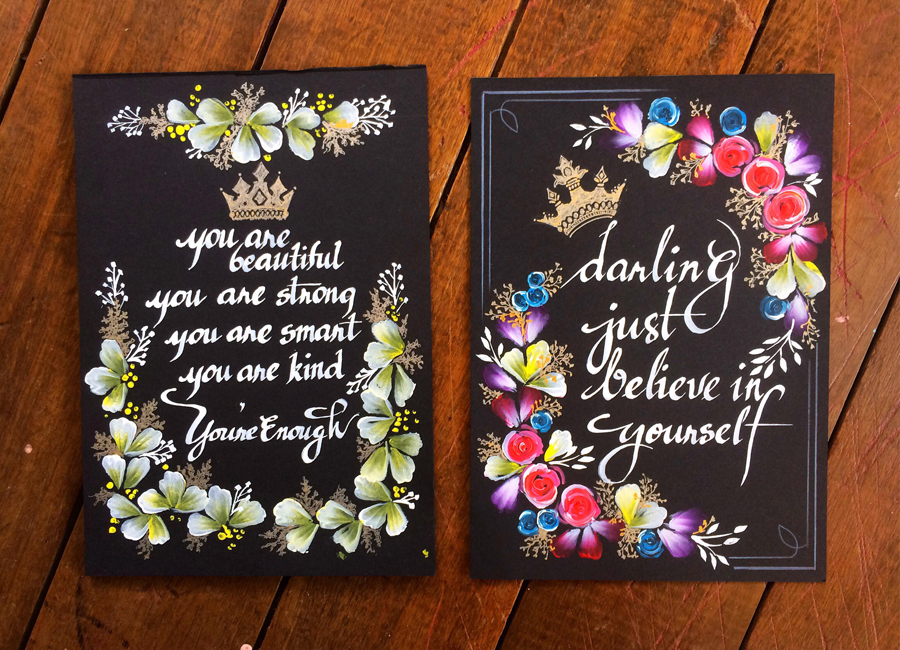 you are
beautiful
you are strong
you are smart
you are kind
You're Enough
darling
just
believe in
yourself